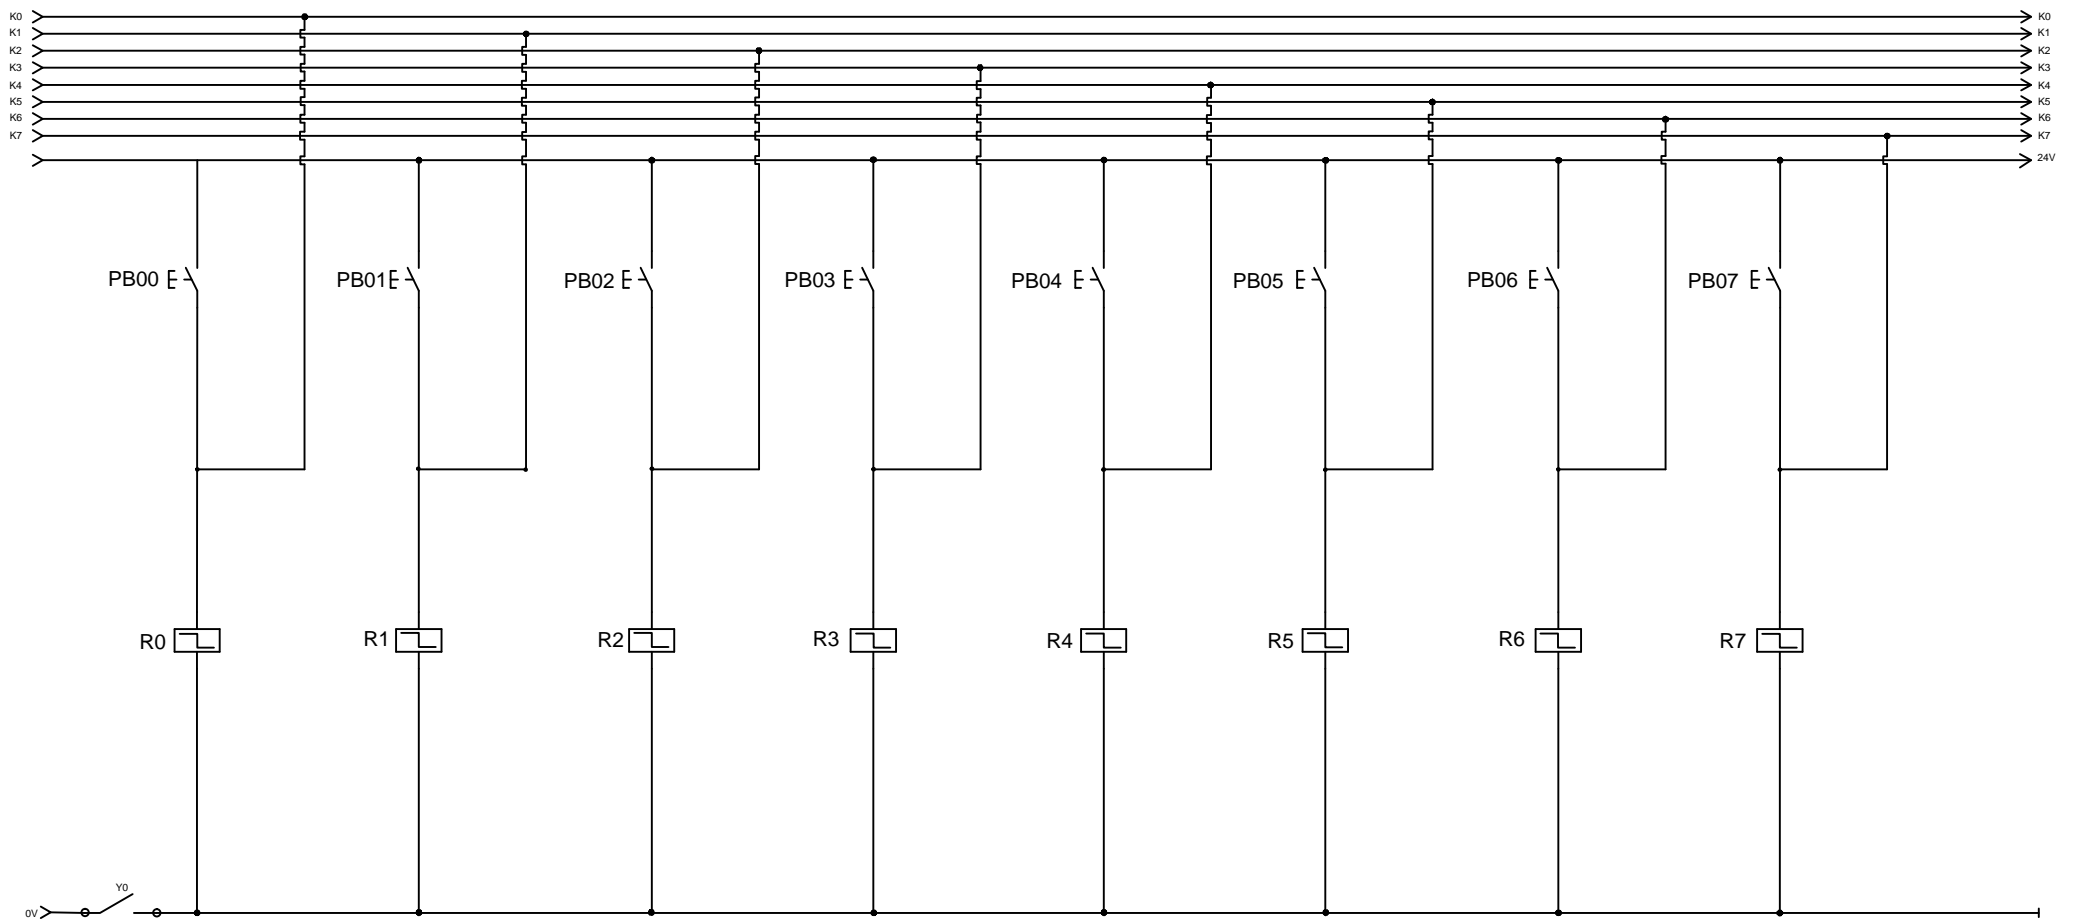 K0 K0
K1 K1
K2 K2
K3 K3
K4 K4
K5 K5
K6 K6
K7 K7
24V
PB00 PB01 PB02 PB03 PB04 PB05 PB06 PB07
R0 R1 R2 R3 R4 R5 R6 R7
Y0
0V